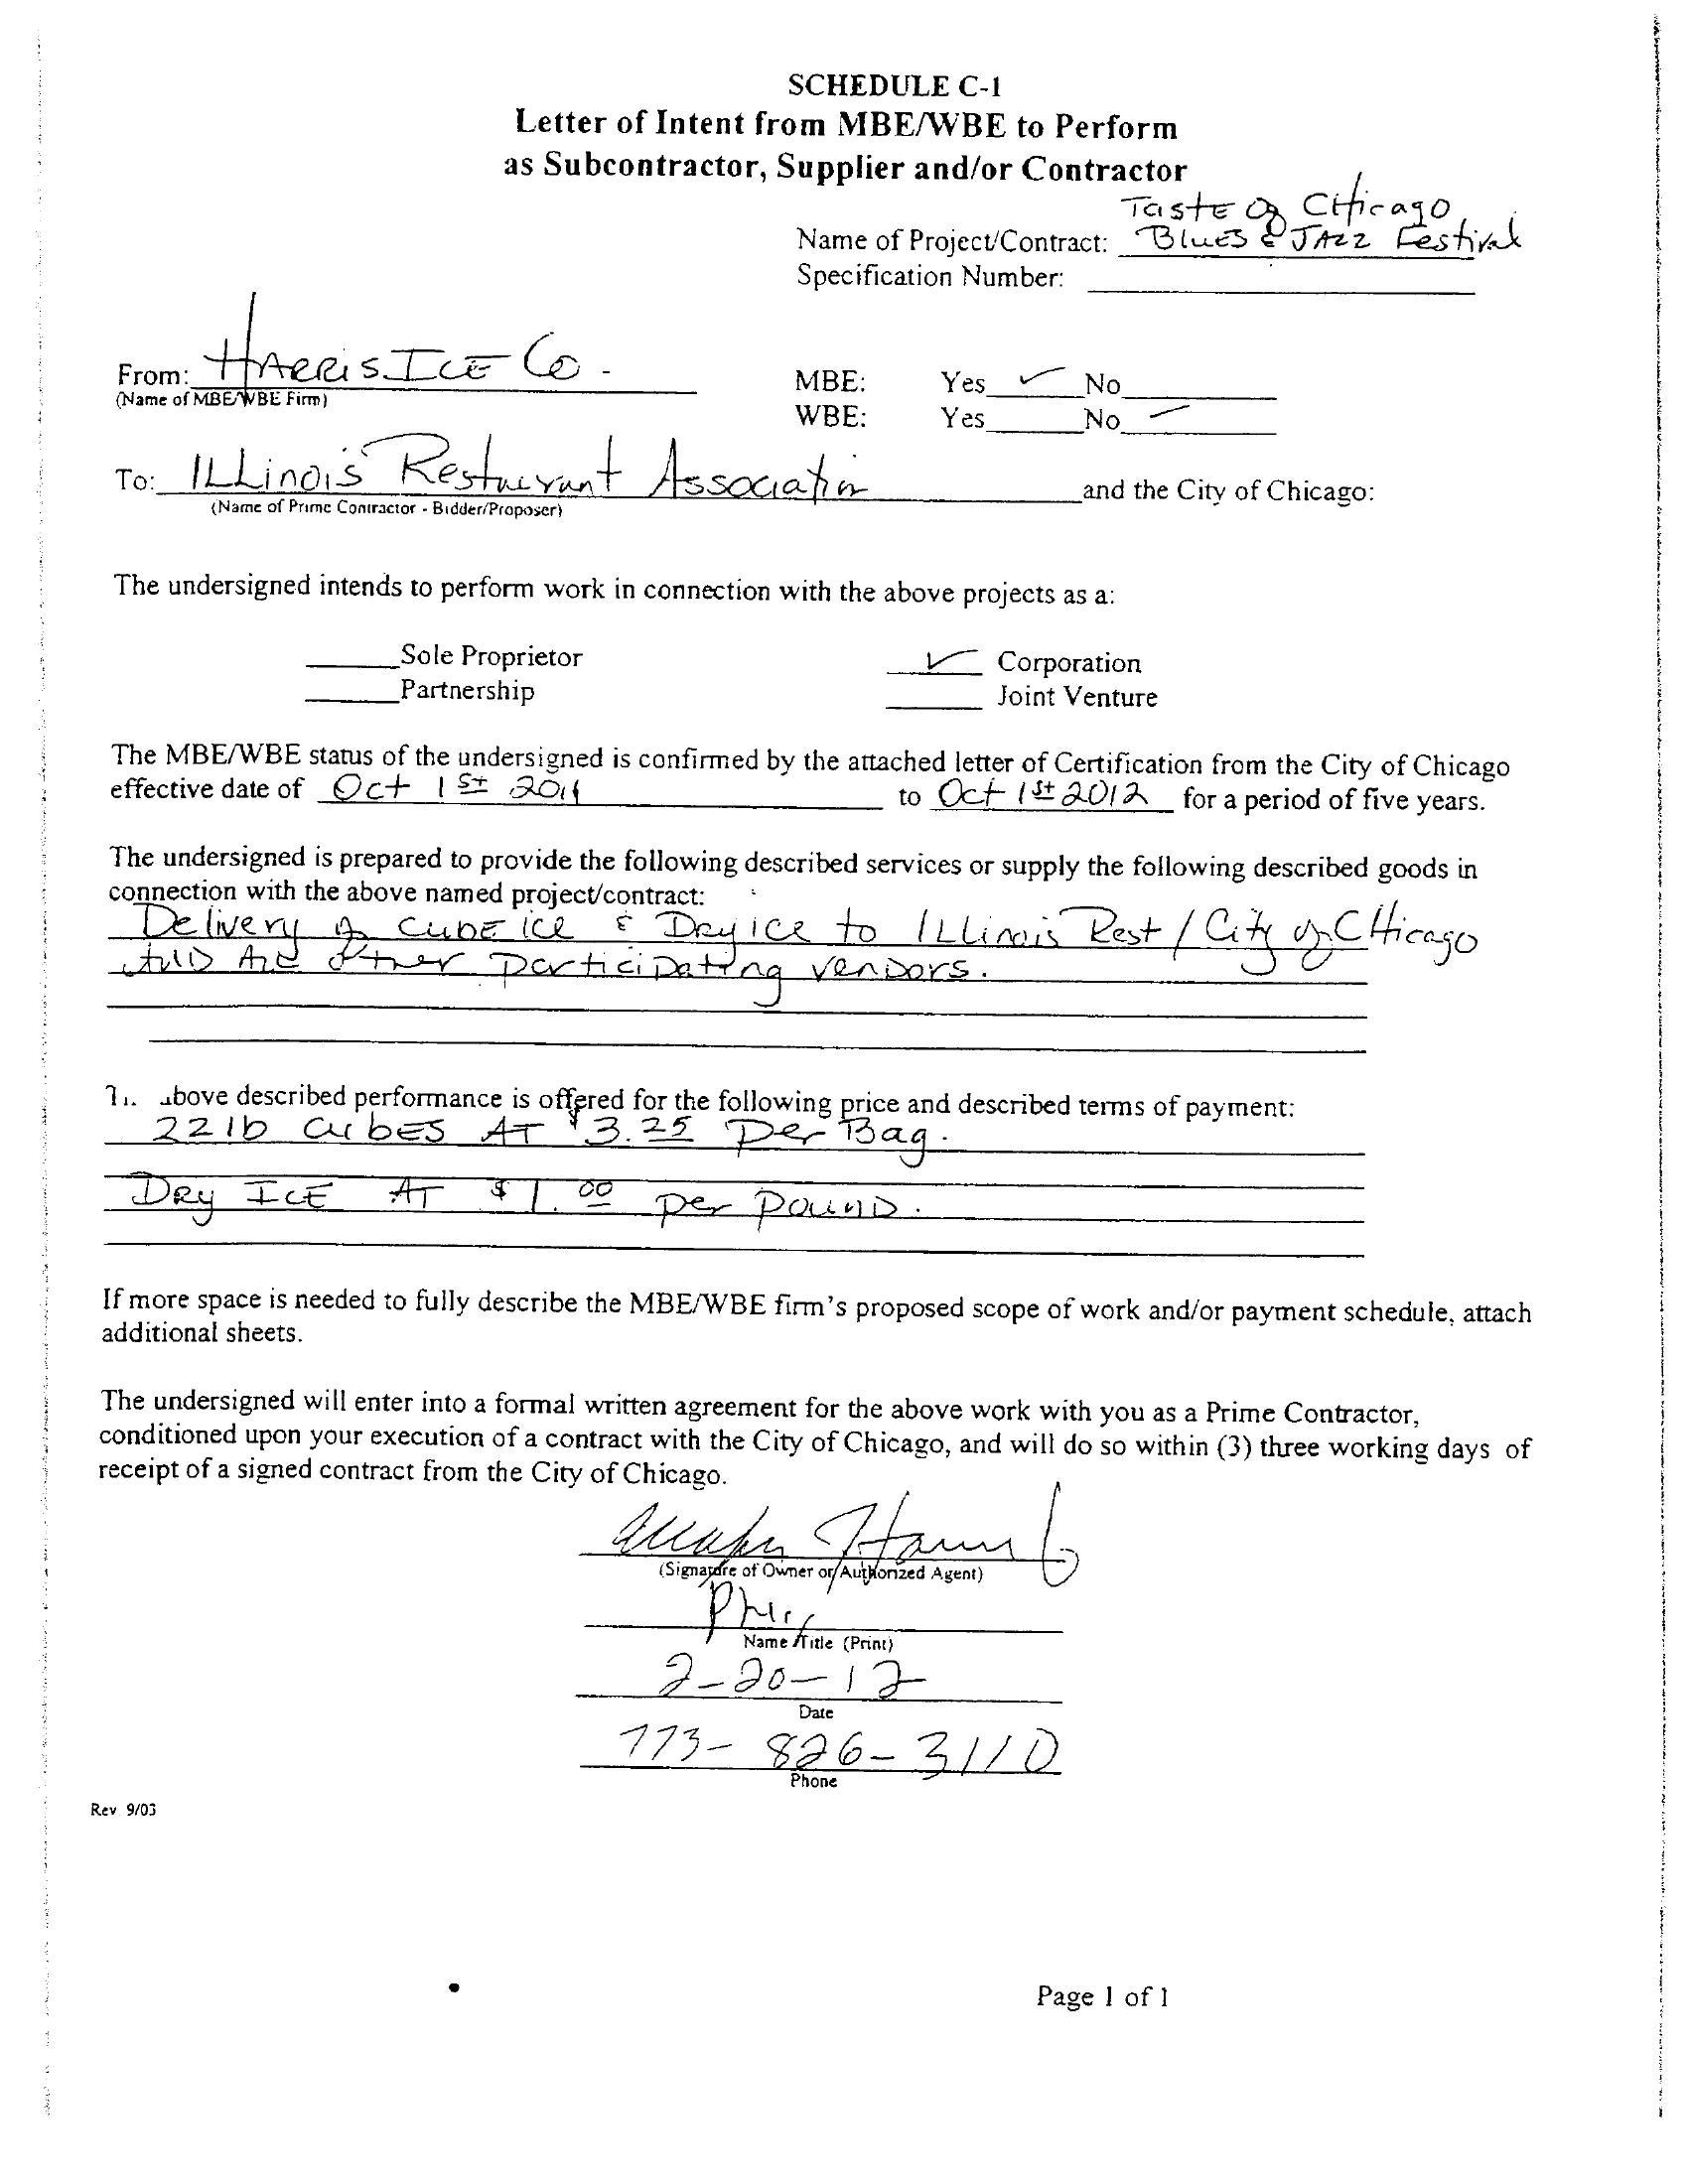 SCHEDULE C-1
Letter of Intent from MBE/WBE to Perform
as Subcontractor, Supplier and/or Contractor
Taste of Chicago
Name of Project/Contract: Blues & JAzz Festival
Specification Number:
From: HARRIS ICE Co.
(Name of MBE/WBE Firm)
MBE: Yes ✓ No
WBE: Yes No ✓
To: ILLinois Restaurant Association and the City of Chicago:
(Name of Prime Contractor - Bidder/Proposer)
The undersigned intends to perform work in connection with the above projects as a:
Sole Proprietor ✓ Corporation
Partnership Joint Venture
The MBE/WBE status of the undersigned is confirmed by the attached letter of Certification from the City of Chicago
effective date of Oct 1st 2011 to Oct 1st 2012 for a period of five years.
The undersigned is prepared to provide the following described services or supply the following described goods in
connection with the above named project/contract:
Delivery of CUBE ice & Dry ice to ILLinois Rest / City of Chicago
other participating venDors.
above described performance is offered for the following price and described terms of payment:
22 lb cubES AT $3.25 per Bag.
DRy ICE AT $1.00 per pounD.
If more space is needed to fully describe the MBE/WBE firm's proposed scope of work and/or payment schedule, attach
additional sheets.
The undersigned will enter into a formal written agreement for the above work with you as a Prime Contractor,
conditioned upon your execution of a contract with the City of Chicago, and will do so within (3) three working days of
receipt of a signed contract from the City of Chicago.
(Signature of Owner or Authorized Agent)
Name /Title (Print)
2-20-12
Date
773-826-3110
Phone
Rev 9/03
Page 1 of 1